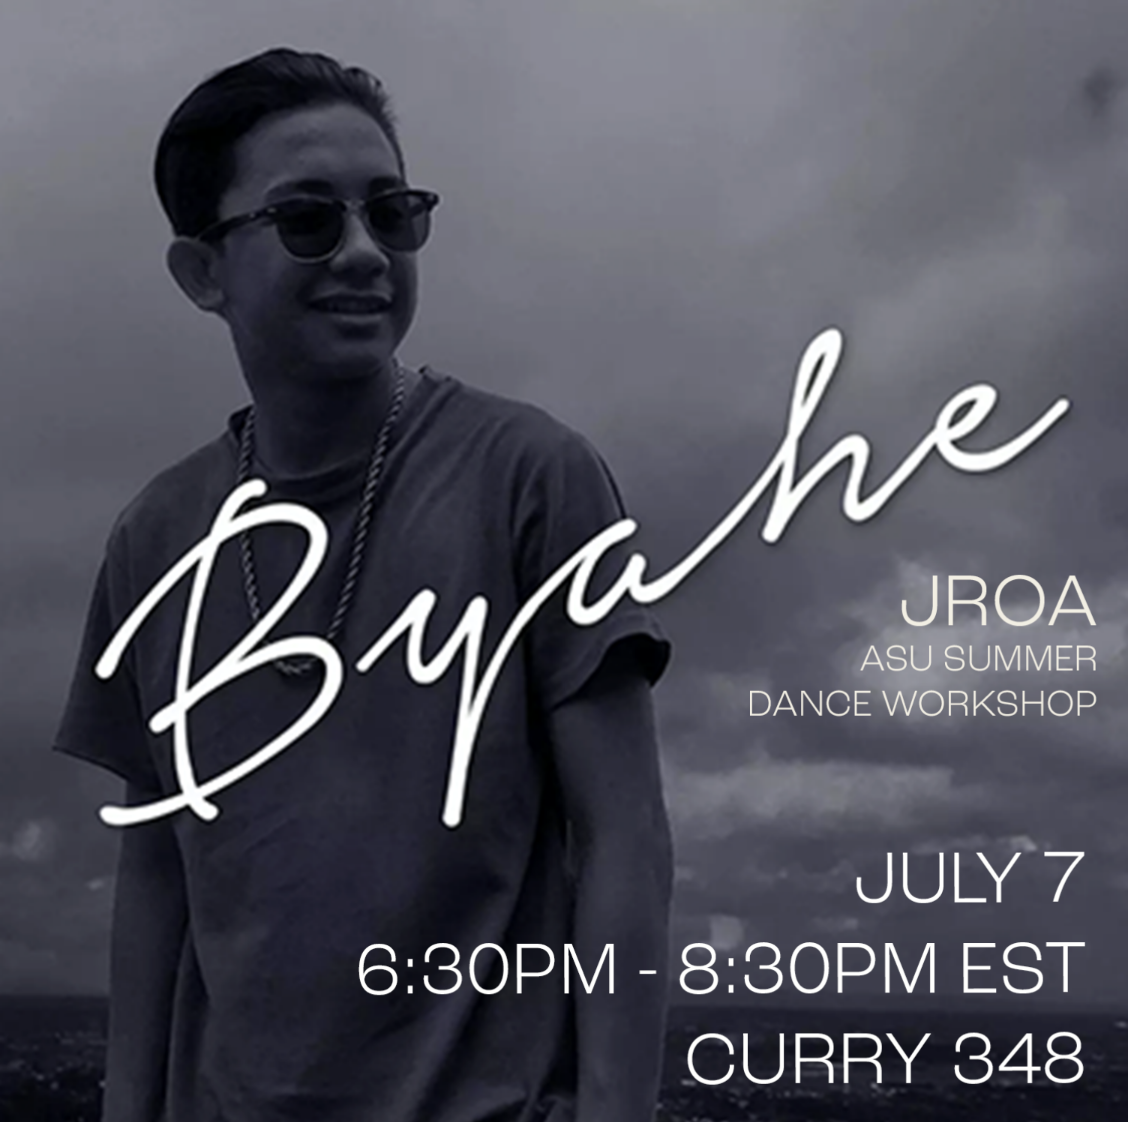 Byahe
JROA
ASU SUMMER
DANCE WORKSHOP
JULY 7
6:30PM - 8:30PM EST
CURRY 348